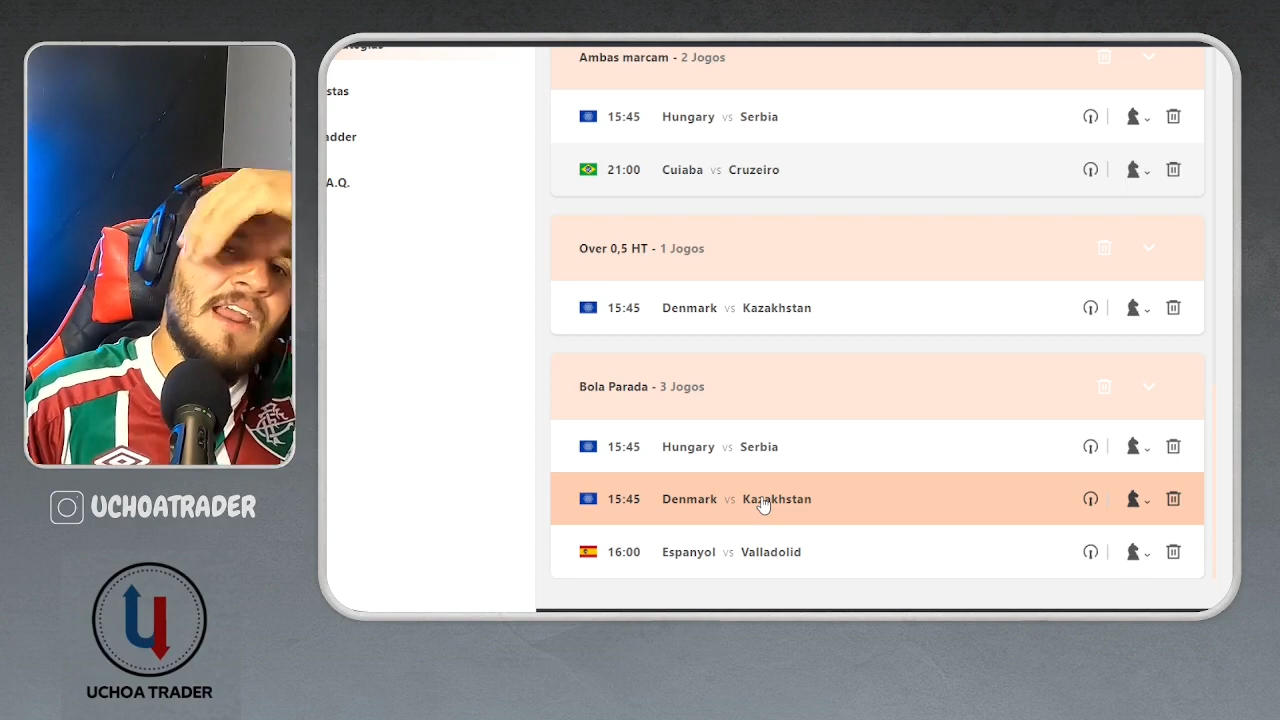 Ambas marcam - 2 Jogos
15:45 Hungary vs Serbia
21:00 Cuiaba vs Cruzeiro
Over 0,5 HT - 1 Jogos
15:45 Denmark vs Kazakhstan
Bola Parada - 3 Jogos
15:45 Hungary vs Serbia
15:45 Denmark vs Kazakhstan
16:00 Espanyol vs Valladolid
UCHOATRADER
UCHOA TRADER